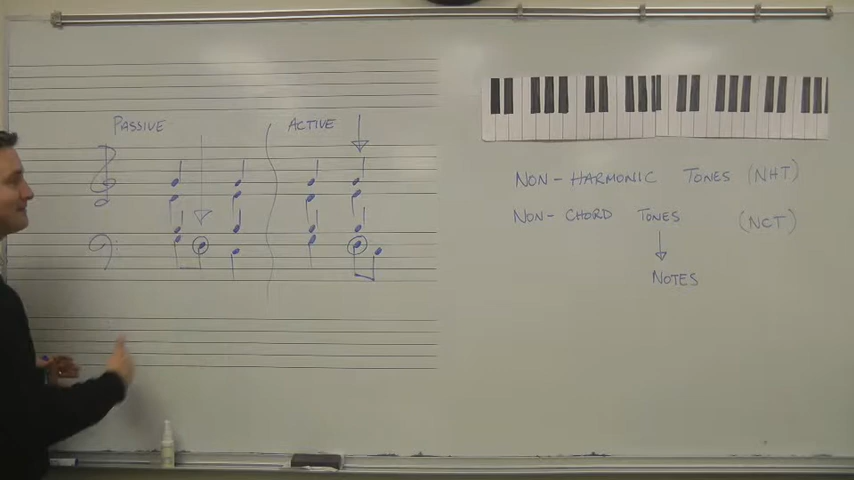 PASSIVE
ACTIVE
NON-HARMONIC TONES (NHT)
NON-CHORD TONES (NCT)
NOTES